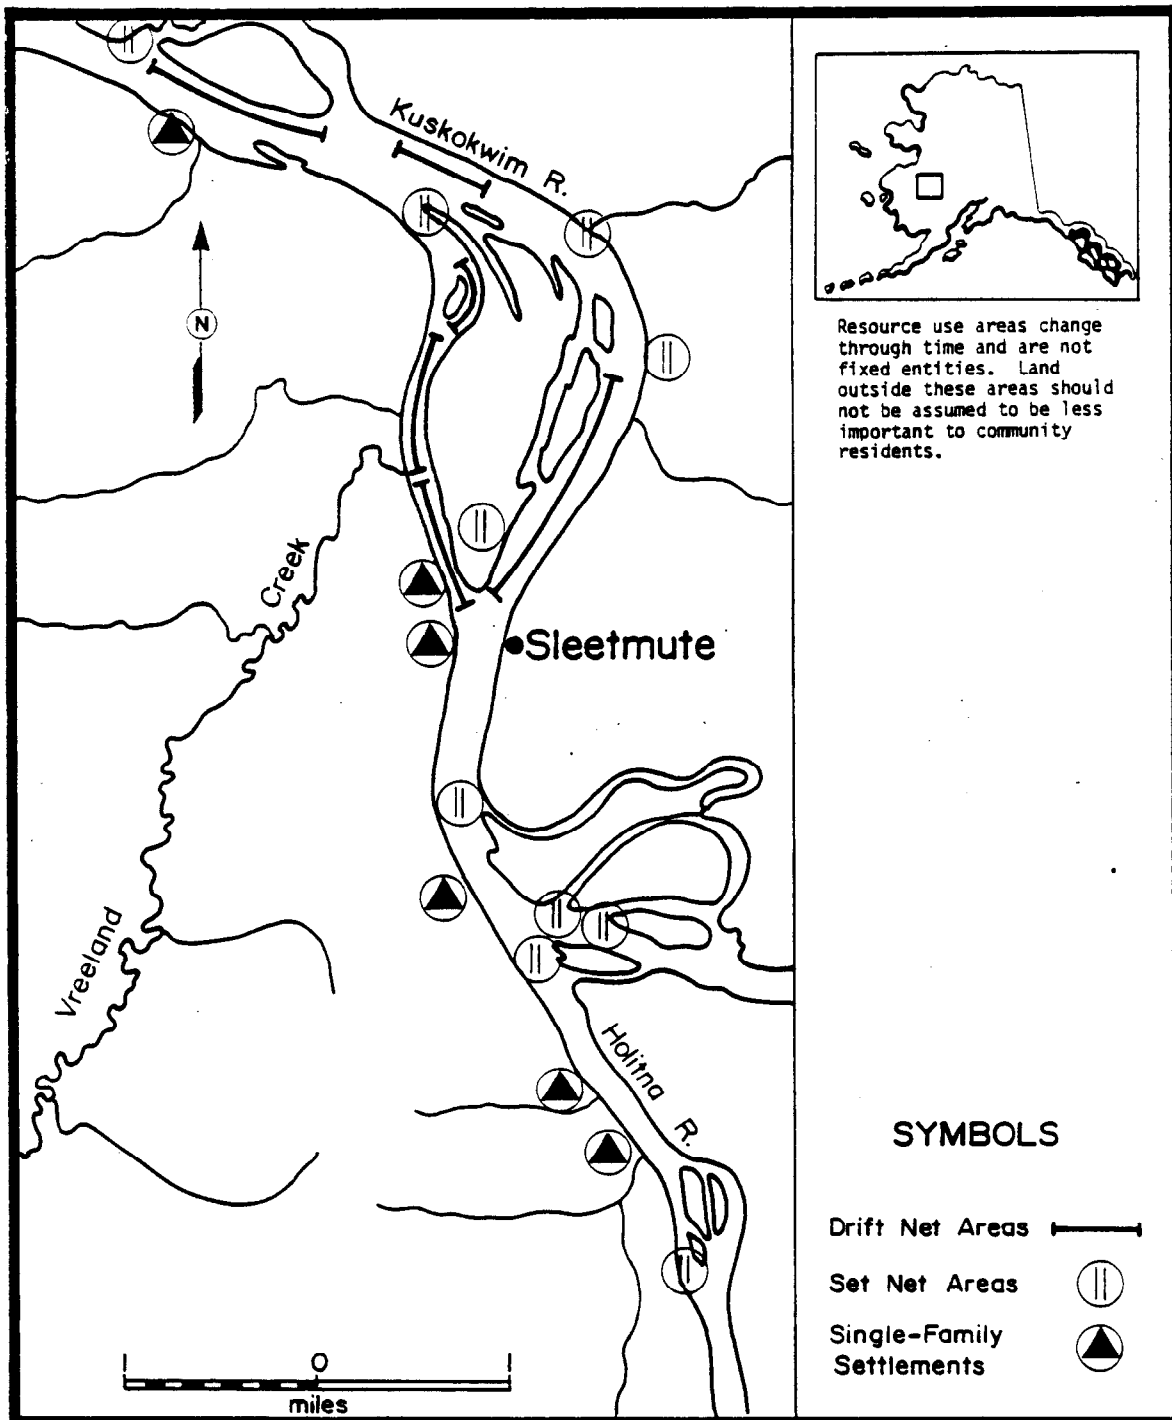 Kuskokwim R.
N
Creek
Sleetmute
Vreeland
Holitna R.
1 0 1
miles
Resource use areas change
through time and are not
fixed entities. Land
outside these areas should
not be assumed to be less
important to community
residents.
SYMBOLS
Drift Net Areas
Set Net Areas
Single-Family
Settlements